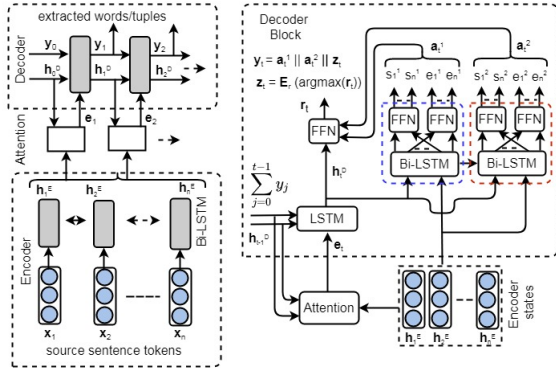 extracted words/tuples
Decoder
y₀ y₁ y₂
h₀ᴰ h₁ᴰ h₂ᴰ
e₁ e₂
Attention
h₁ᴱ h₂ᴱ hₙᴱ
Encoder
Bi-LSTM
x₁ x₂ xₙ
source sentence tokens
Decoder
Block
yₜ = aₜ¹ || aₜ² || zₜ
zₜ = Eᵣ (argmax(rₜ))
aₜ¹ aₜ²
s₁¹ sₙ¹ e₁¹ eₙ¹ s₁² sₙ² e₁² eₙ²
rₜ
FFN FFN FFN FFN
FFN
Bi-LSTM Bi-LSTM
hₜᴰ
∑ⱼ₌₀ᵗ⁻¹ yⱼ
LSTM
hₜ₋₁ᴰ
eₜ
Attention
h₁ᴱ h₂ᴱ hₙᴱ
Encoder
states